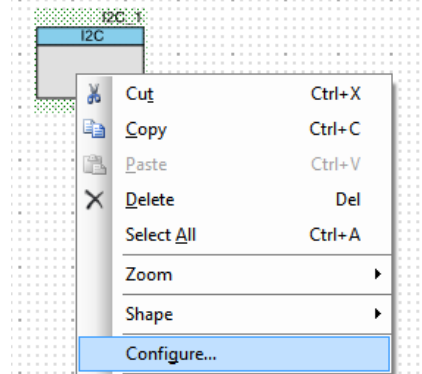 I2C_1
I2C
Cut Ctrl+X
Copy Ctrl+C
Paste Ctrl+V
Delete Del
Select All Ctrl+A
Zoom
Shape
Configure...